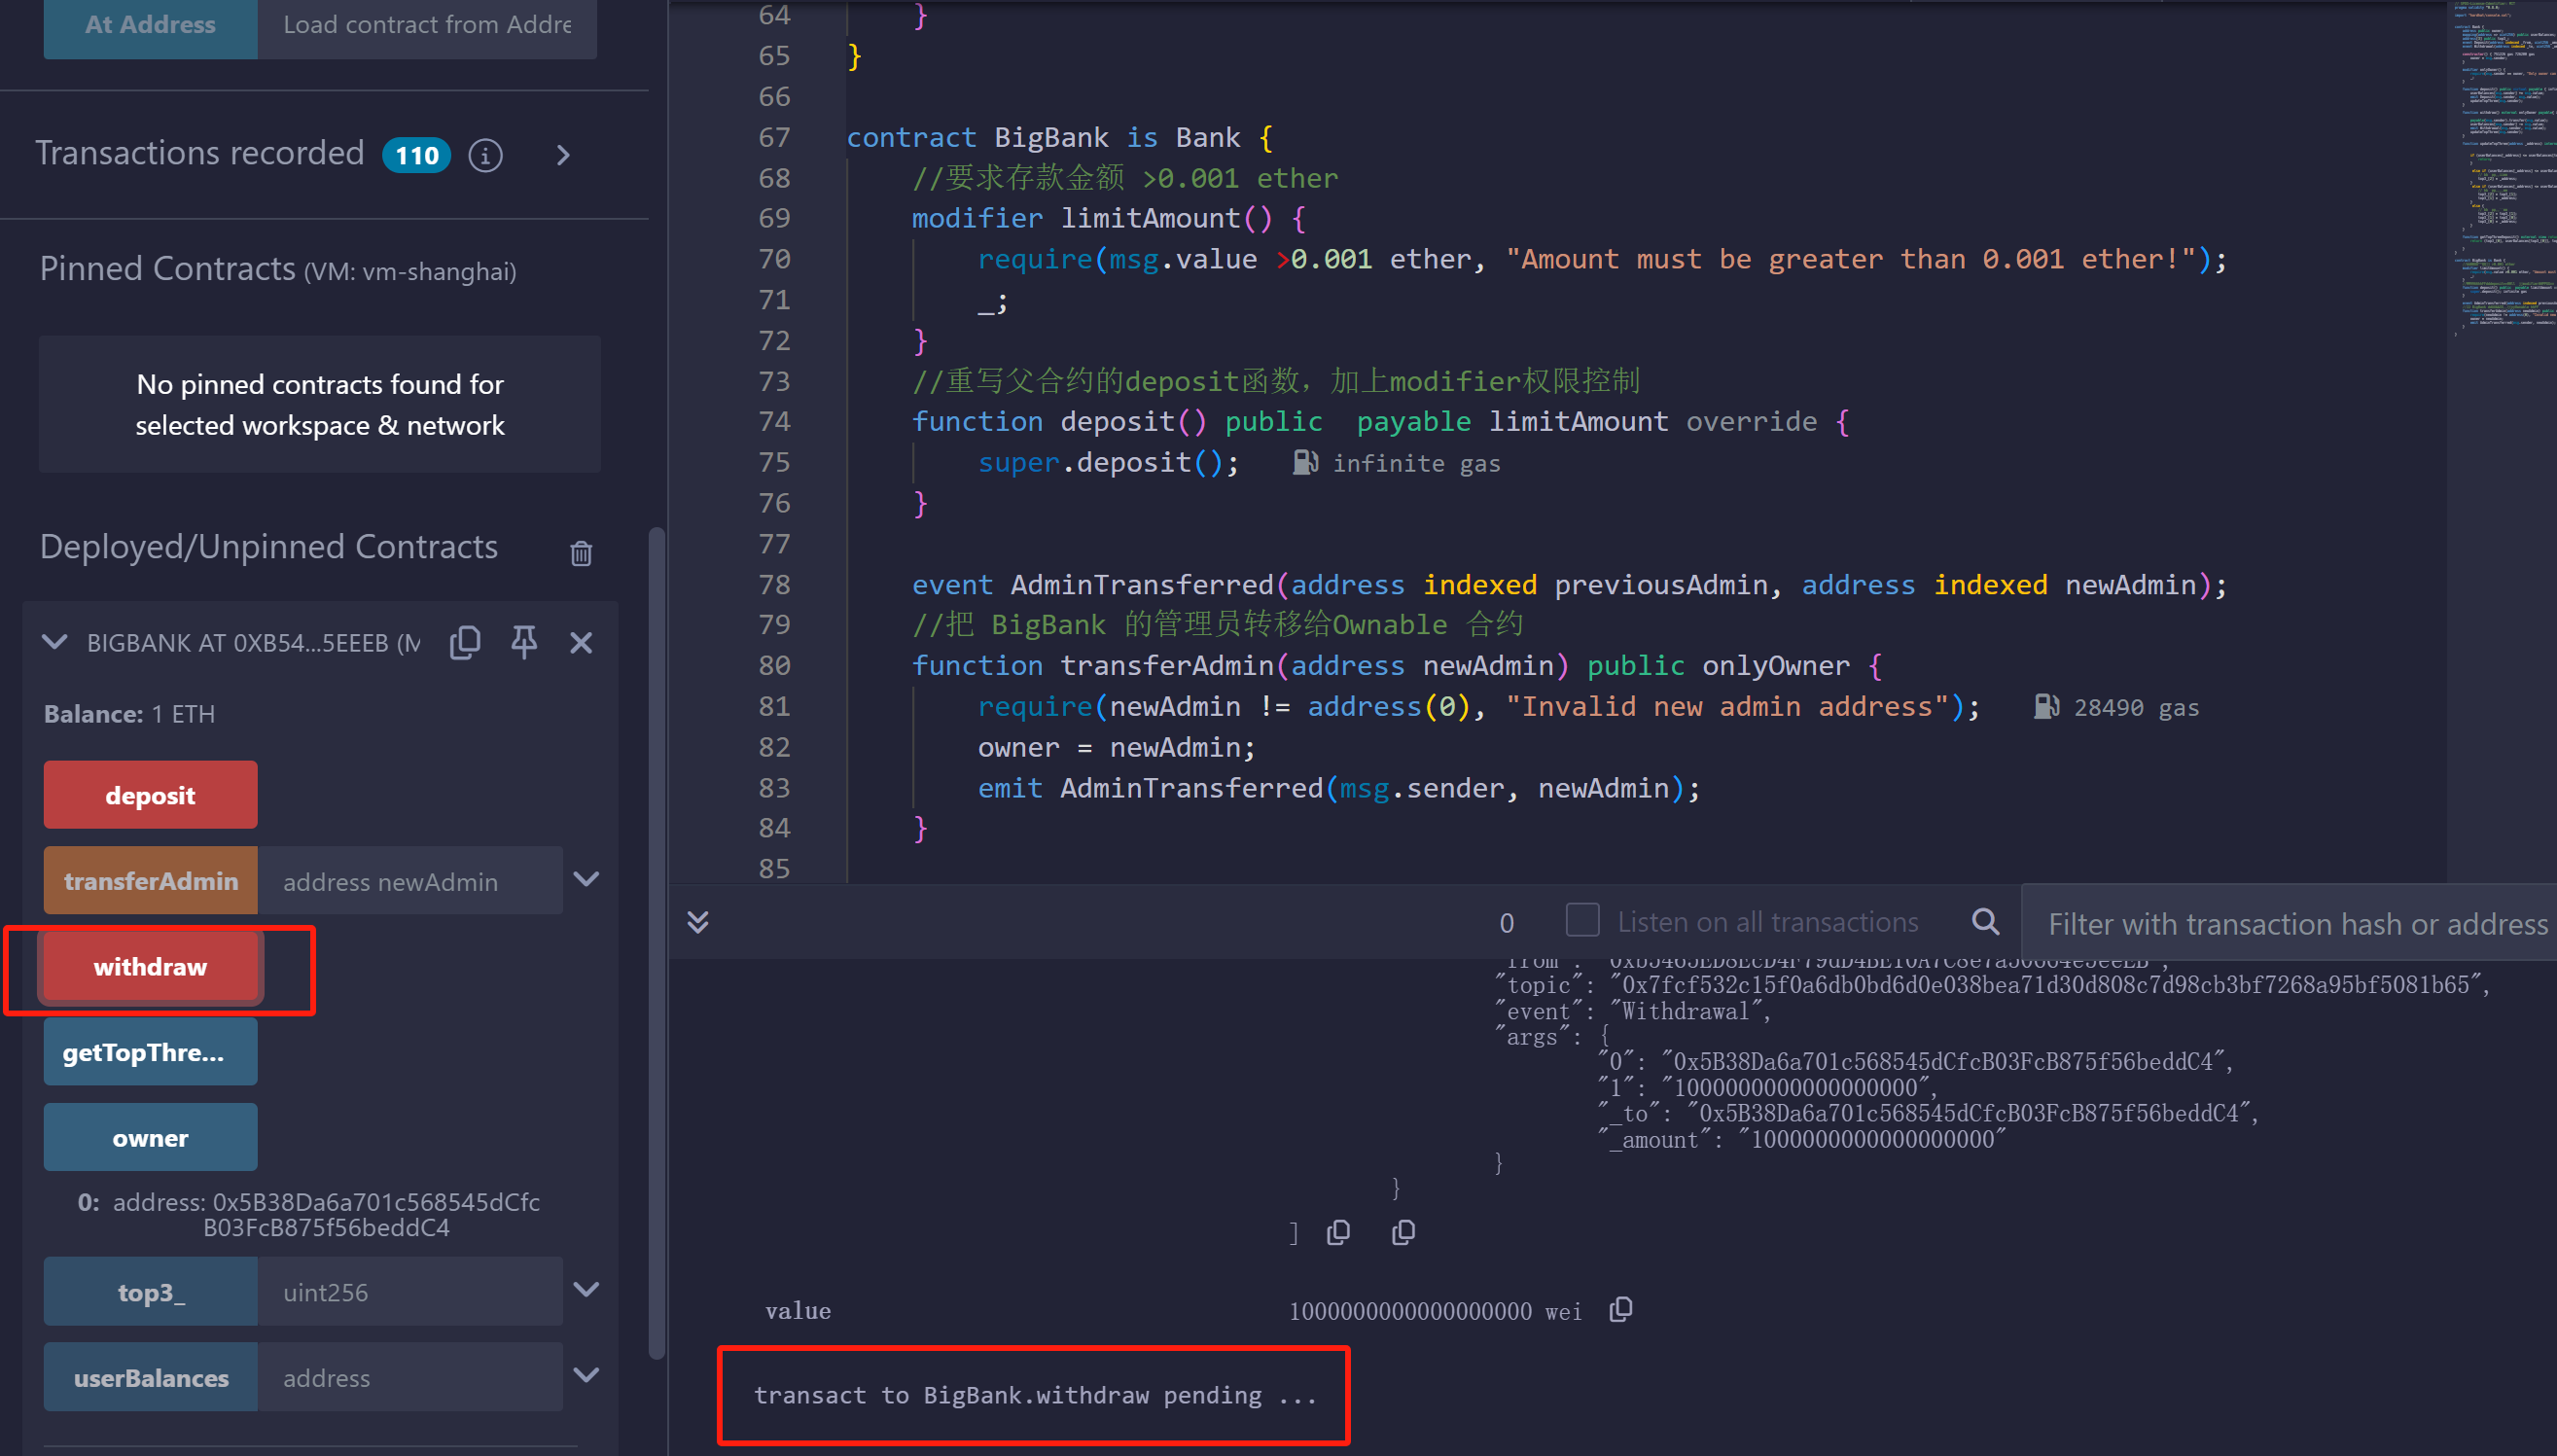 At Address
Load contract from Addre
Transactions recorded 110 i
Pinned Contracts (VM: vm-shanghai)
No pinned contracts found for
selected workspace & network
Deployed/Unpinned Contracts
BIGBANK AT 0XB54...5EEEB (M
Balance: 1 ETH
deposit
transferAdmin
address newAdmin
withdraw
getTopThre...
owner
0: address: 0x5B38Da6a701c568545dCfc
B03FcB875f56beddC4
top3_
uint256
userBalances
address
64 }
65 }
66
67 contract BigBank is Bank {
68 //要求存款金额 >0.001 ether
69 modifier limitAmount() {
70 require(msg.value >0.001 ether, "Amount must be greater than 0.001 ether!");
71 _;
72 }
73 //重写父合约的deposit函数，加上modifier权限控制
74 function deposit() public  payable limitAmount override {
75 super.deposit(); infinite gas
76 }
77
78 event AdminTransferred(address indexed previousAdmin, address indexed newAdmin);
79 //把 BigBank 的管理员转移给Ownable 合约
80 function transferAdmin(address newAdmin) public onlyOwner {
81 require(newAdmin != address(0), "Invalid new admin address"); 28490 gas
82 owner = newAdmin;
83 emit AdminTransferred(msg.sender, newAdmin);
84 }
85
0
Listen on all transactions
Filter with transaction hash or address
"from":
"topic": "0x7fcf532c15f0a6db0bd6d0e038bea71d30d808c7d98cb3bf7268a95bf5081b65",
"event": "Withdrawal",
"args": {
"0": "0x5B38Da6a701c568545dCfcB03FcB875f56beddC4",
"1": "1000000000000000000",
"_to": "0x5B38Da6a701c568545dCfcB03FcB875f56beddC4",
"_amount": "1000000000000000000"
}
}
]
value
1000000000000000000 wei
transact to BigBank.withdraw pending ...